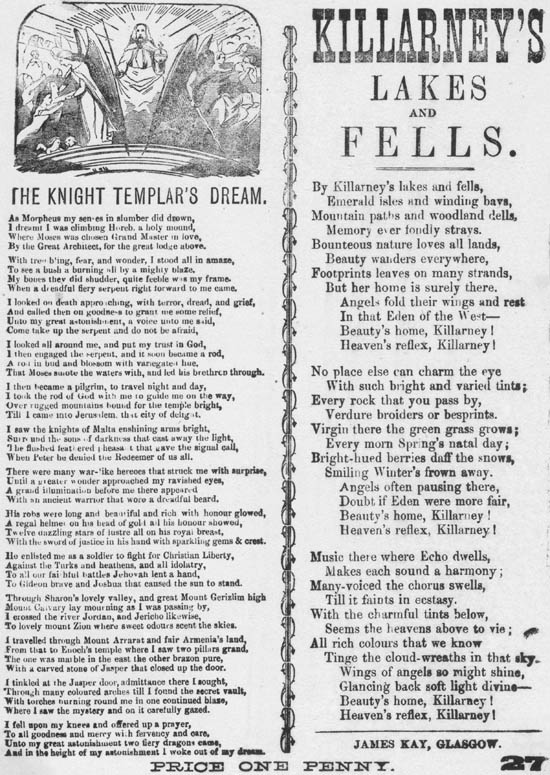 THE KNIGHT TEMPLAR'S DREAM.
As Morpheus my senses in slumber did drown,
I dreamt I was climbing Horeb, a holy mound,
Where Moses was chosen Grand Master in love,
By the Great Architect, for the great lodge above.
With trembling, fear, and wonder, I stood all in amaze,
To see a bush a burning all by a mighty blaze.
My bones they did shudder, quite feeble was my frame.
When a dreadful fiery serpent right forward to me came.
I looked on death approaching, with terror, dread, and grief,
And called then on goodness to grant me some relief,
Unto my great astonishment, a voice unto me said,
Come take up the serpent and do not be afraid,
I looked all around me, and put my trust in God,
I then engaged the serpent, and it soon became a rod,
A rod in bud and blossom with variegated hue,
That Moses smote the waters with, and led his brethren through.
I then became a pilgrim, to travel night and day,
I took the rod of God with me to guide me on the way,
Over rugged mountains bound for the temple bright,
Till I came into Jerusalem, that city of delight.
I saw the knights of Malta enshining arms bright,
and the sons of darkness that cast away the light,
The flushed feathered pheasant that gave the signal call,
When Peter be denied the Redeemer of us all.
There were many war-like heroes that struck me with surprise,
Until a greater wonder approached my ravished eyes,
A grand illumination before me there appeared
With an ancient warrior that wore a dreadful beard.
His robs were long and beautiful and rich with honour glowed,
A regal helmet on his head of gold all his honour showed,
Twelve dazzling stars of lustre all on his royal breast,
With the sword of justice in his hand with sparkling gems & crest.
He enlisted me as a soldier to fight for Christian Liberty,
Against the Turks and heathens, and all idolatry,
To all our faithful battles Jehovah lent a hand,
To Gideon brave and Joshua that caused the sun to stand.
Through Sharon's lovely valley, and great Mount Gerizlim high
Mount Calvary lay mourning as I was passing by,
I crossed the river Jordan, and Jericho likewise,
To lovely mount Zion where sweet odours scent the skies.
I travelled through Mount Arrarat and fair Armenia's land,
From that to Enoch's temple where I saw two pillars grand,
The one was marble in the east the other brazon pure,
With a carved stone of Jasper that closed up the door.
I tinkled at the Jasper door, admittance there I sought,
Through many coloured arches till I found the secret vault,
With torches burning round me in one continued blaze,
Where I saw the mystery and on it carefully gazed.
I fell upon my knees and offered up a prayer,
To all goodness and mercy with fervency and care,
Unto my great astonishment two fiery dragons came,
And in the height of my astonishment I woke out of my dream.
KILLARNEY'S
LAKES
AND
FELLS.
By Killarney's lakes and fells,
Emerald isles and winding bays,
Mountain paths and woodland dells,
Memory ever fondly strays.
Bounteous nature loves all lands,
Beauty wanders everywhere,
Footprints leaves on many strands,
But her home is surely there.
Angels fold their wings and rest
In that Eden of the West—
Beauty's home, Killarney!
Heaven's reflex, Killarney!
No place else can charm the eye
With such bright and varied tints;
Every rock that you pass by,
Verdure broiders or besprints.
Virgin there the green grass grows;
Every morn Spring's natal day;
Bright-hued berries daff the snows,
Smiling Winter's frown away.
Angels often pausing there,
Doubt if Eden were more fair,
Beauty's home, Killarney!
Heaven's reflex, Killarney!
Music there where Echo dwells,
Makes each sound a harmony;
Many-voiced the chorus swells,
Till it faints in ecstasy.
With the charmful tints below,
Seems the heavens above to vie;
All rich colours that we know
Tinge the cloud-wreaths in that sky.
Wings of angels so might shine,
Glancing back soft light divine—
Beauty's home, Killarney!
Heaven's reflex, Killarney!
JAMES KAY, GLASGOW.
PRICE ONE PENNY. 27